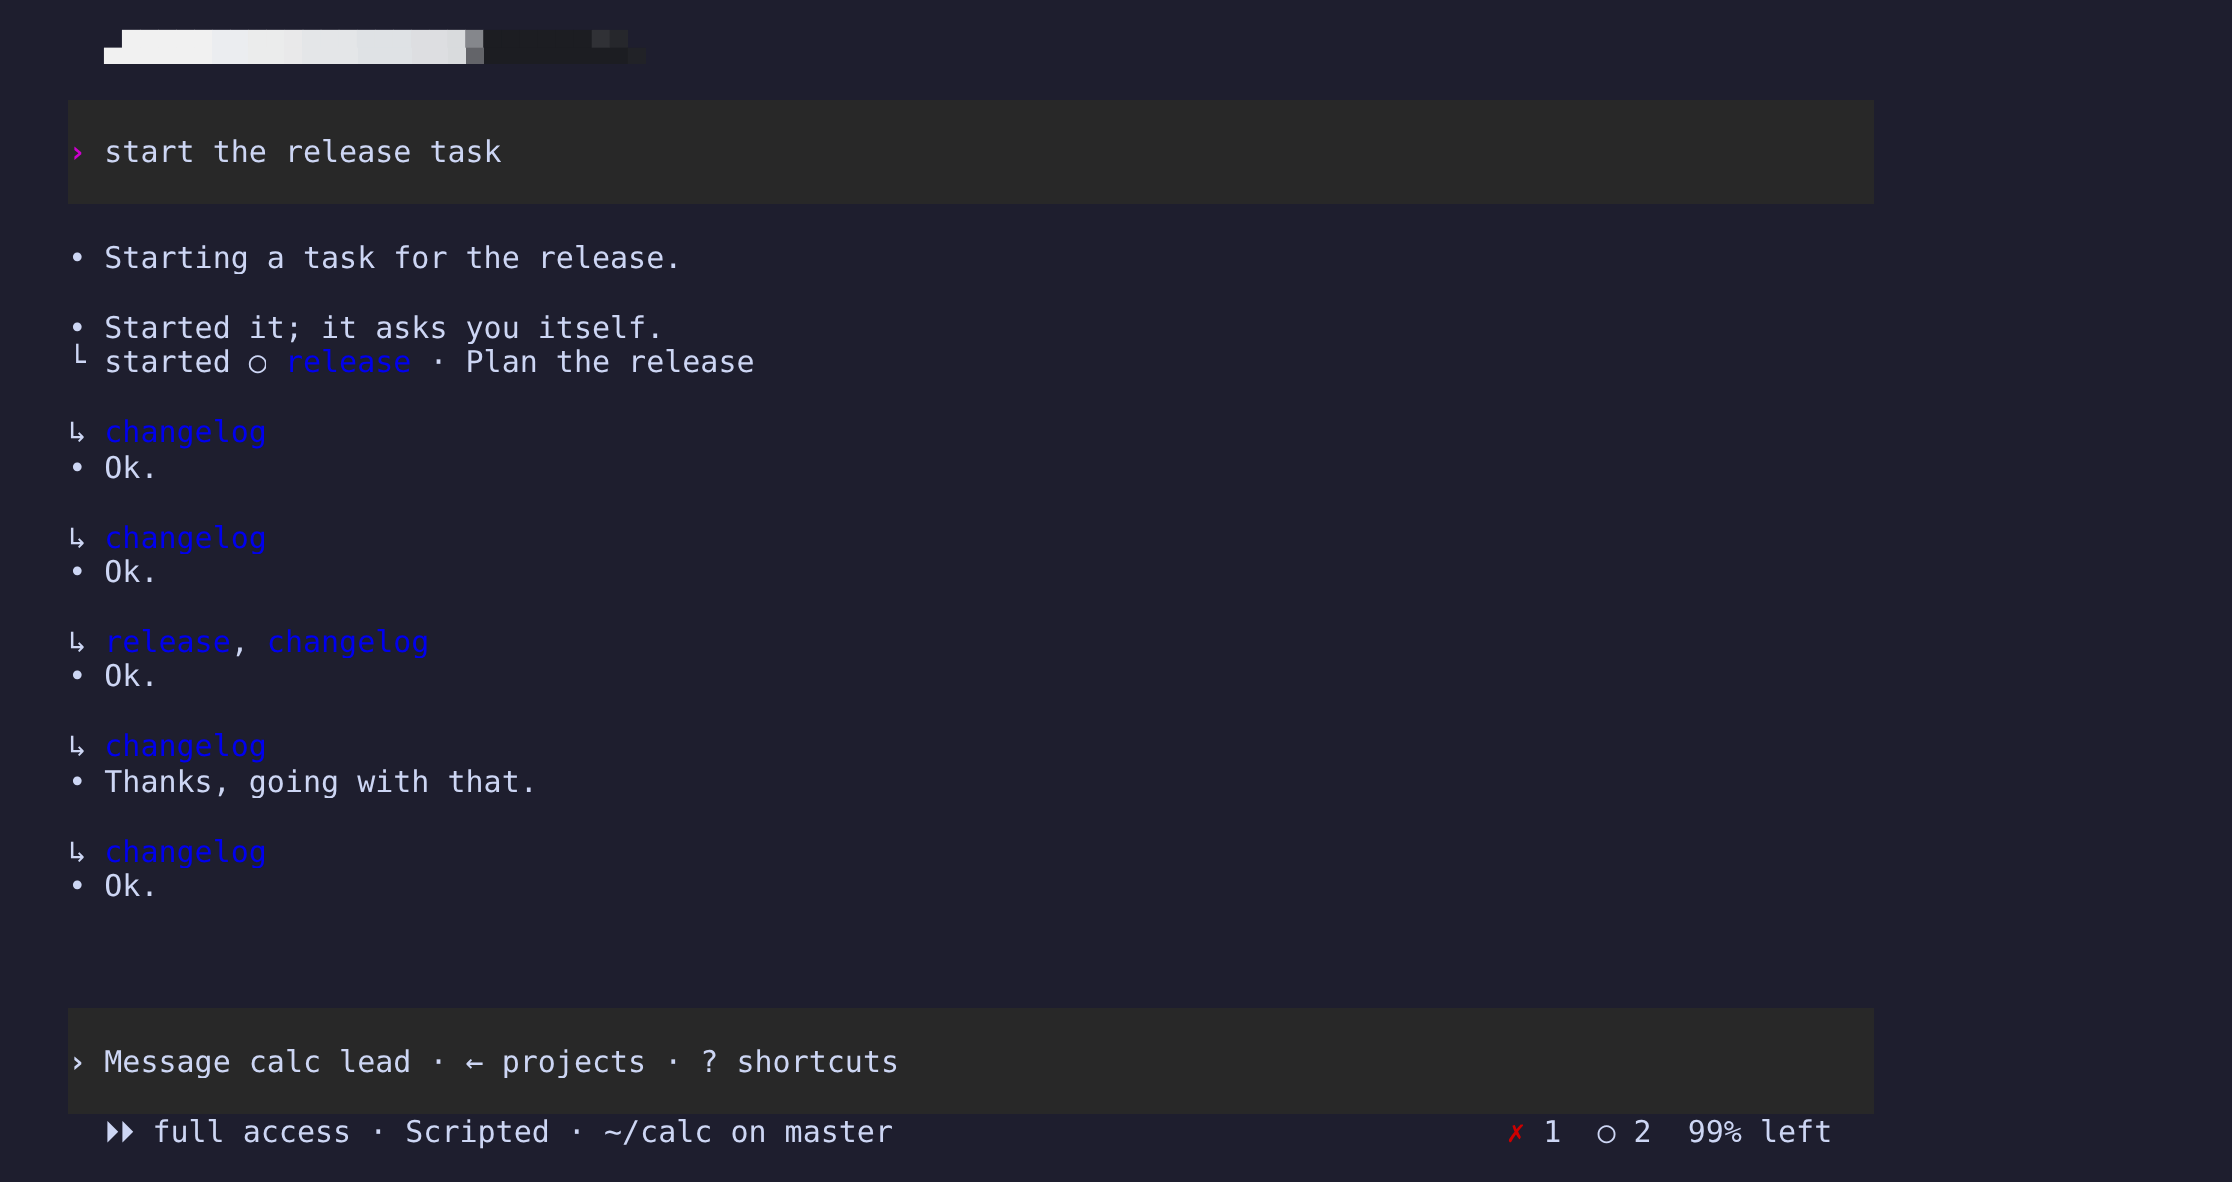 › start the release task
• Starting a task for the release.
• Started it; it asks you itself.
└ started ○ release · Plan the release
↳ changelog
• Ok.
↳ changelog
• Ok.
↳ release, changelog
• Ok.
↳ changelog
• Thanks, going with that.
↳ changelog
• Ok.
› Message calc lead · ← projects · ? shortcuts
⏵⏵ full access · Scripted · ~/calc on master ✗ 1 ○ 2 99% left